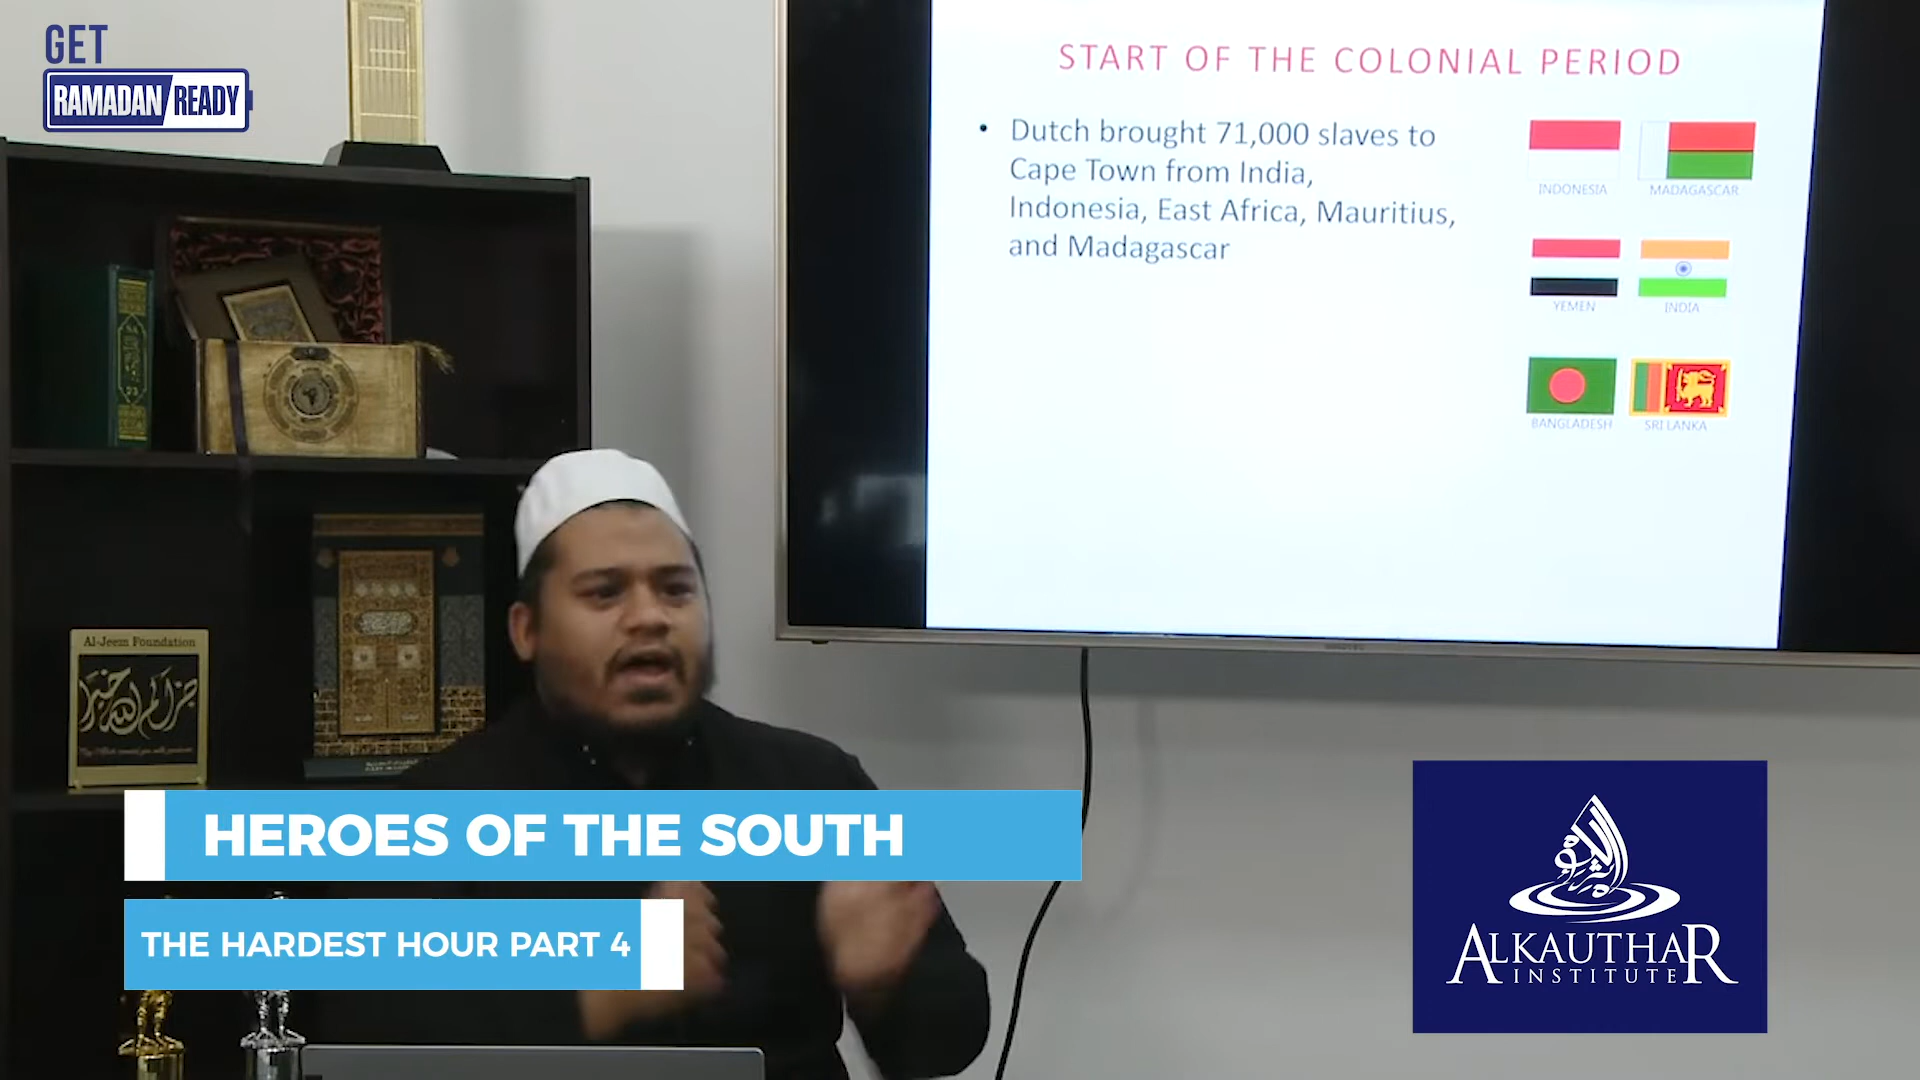 GET
RAMADAN READY
START OF THE COLONIAL PERIOD
• Dutch brought 71,000 slaves to
Cape Town from India,
Indonesia, East Africa, Mauritius,
and Madagascar
INDONESIA
MADAGASCAR
YEMEN
INDIA
BANGLADESH
SRI LANKA
Al-Jeem Foundation
HEROES OF THE SOUTH
THE HARDEST HOUR PART 4
ALKAUTHAR
INSTITUTE